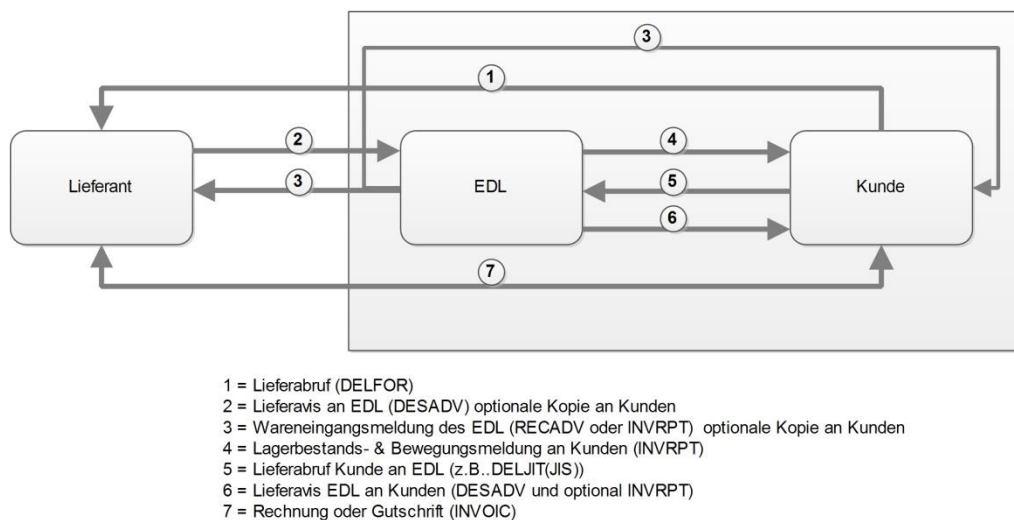 3
1
2
4
Lieferant
3
EDL
5
Kunde
6
7
1 = Lieferabruf (DELFOR)
2 = Lieferavis an EDL (DESADV) optionale Kopie an Kunden
3 = Wareneingangsmeldung des EDL (RECADV oder INVRPT)  optionale Kopie an Kunden
4 = Lagerbestands- & Bewegungsmeldung an Kunden (INVRPT)
5 = Lieferabruf Kunde an EDL (z.B..DELJIT(JIS))
6 = Lieferavis EDL an Kunden (DESADV und optional INVRPT)
7 = Rechnung oder Gutschrift (INVOIC)